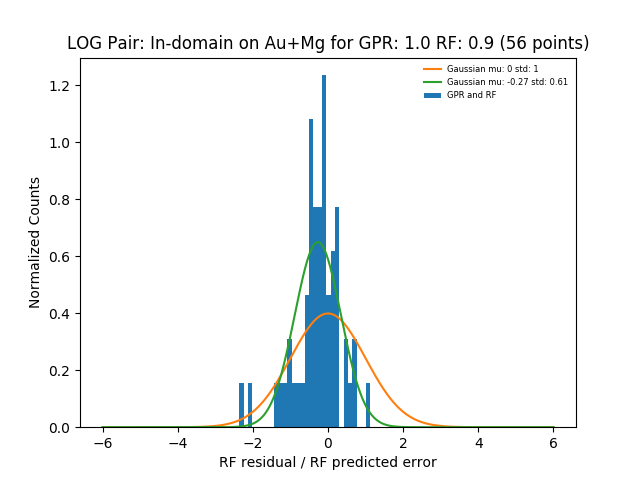 LOG Pair: In-domain on Au+Mg for GPR: 1.0 RF: 0.9 (56 points)
Gaussian mu: 0 std: 1
Gaussian mu: -0.27 std: 0.61
GPR and RF
Normalized Counts
1.2
1.0
0.8
0.6
0.4
0.2
0.0
−6 −4 −2 0 2 4 6
RF residual / RF predicted error